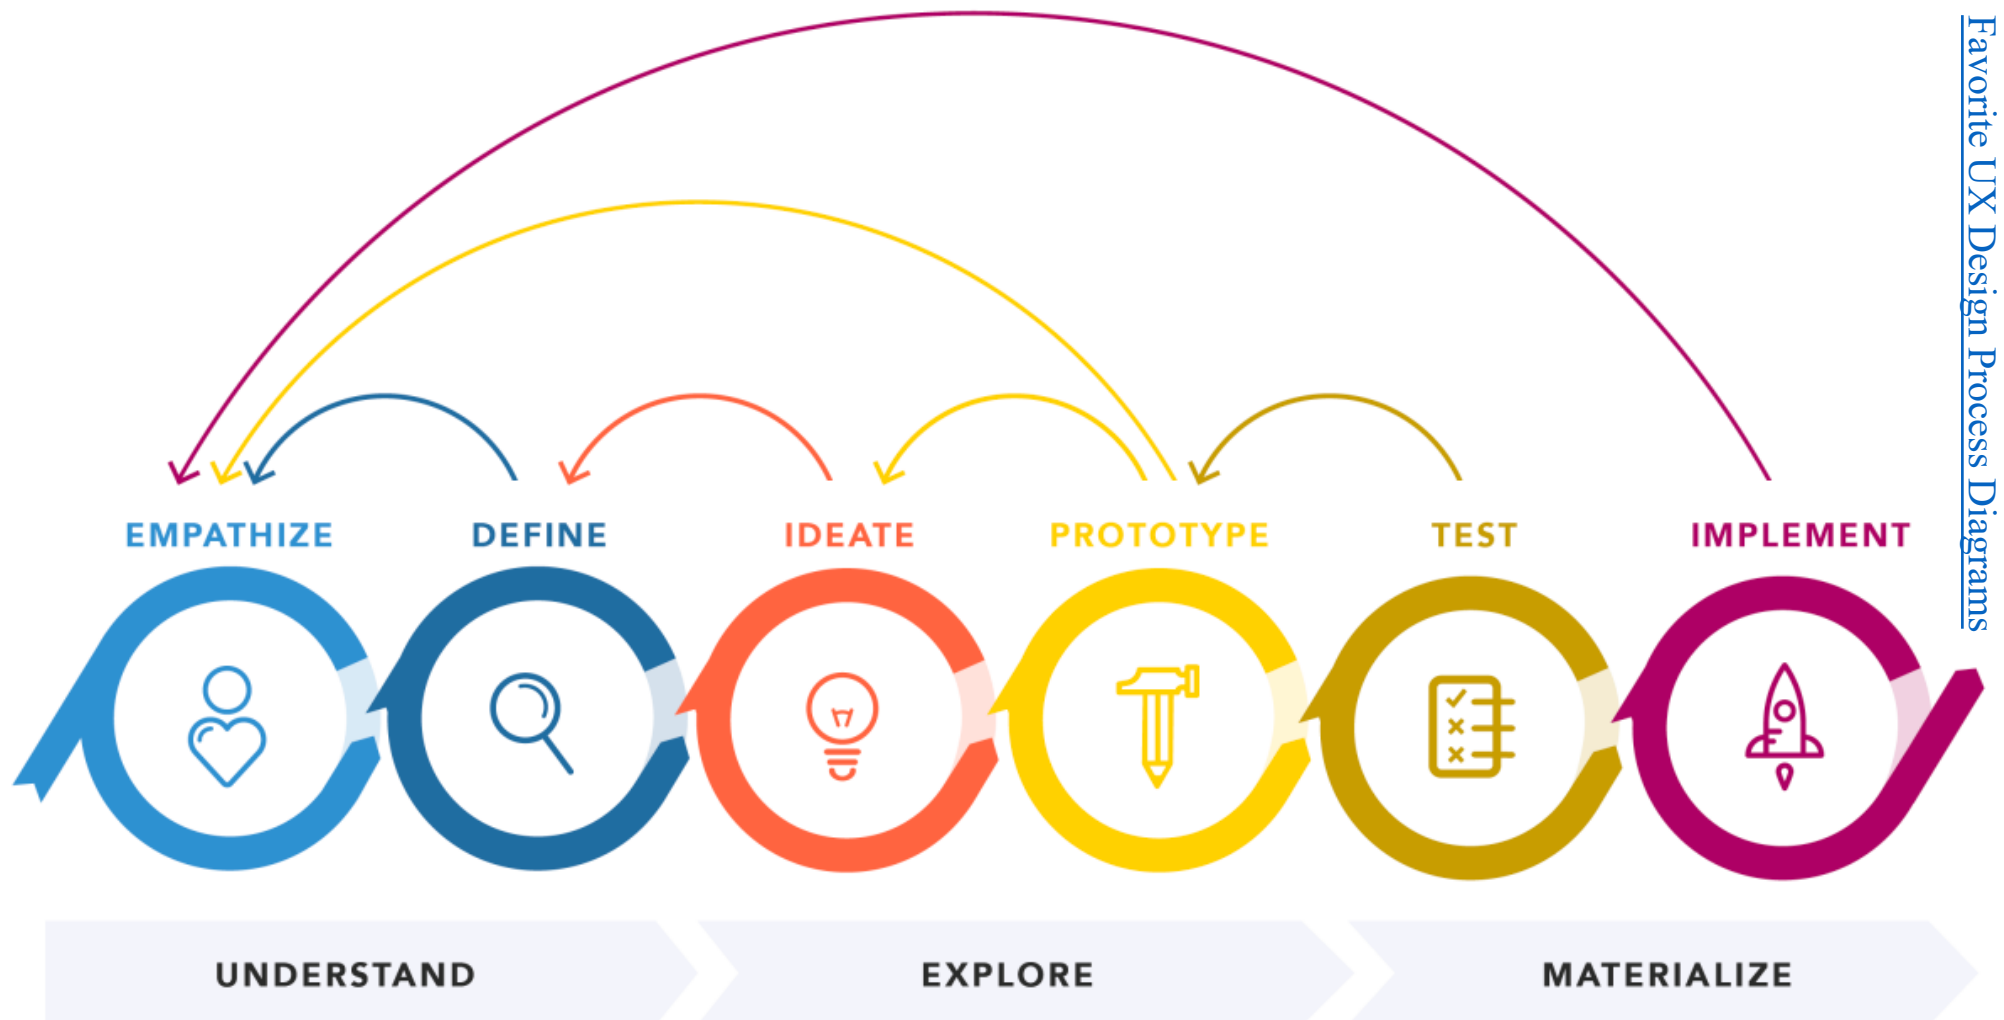 EMPATHIZE
DEFINE
IDEATE
PROTOTYPE
TEST
IMPLEMENT
UNDERSTAND
EXPLORE
MATERIALIZE
Favorite UX Design Process Diagrams